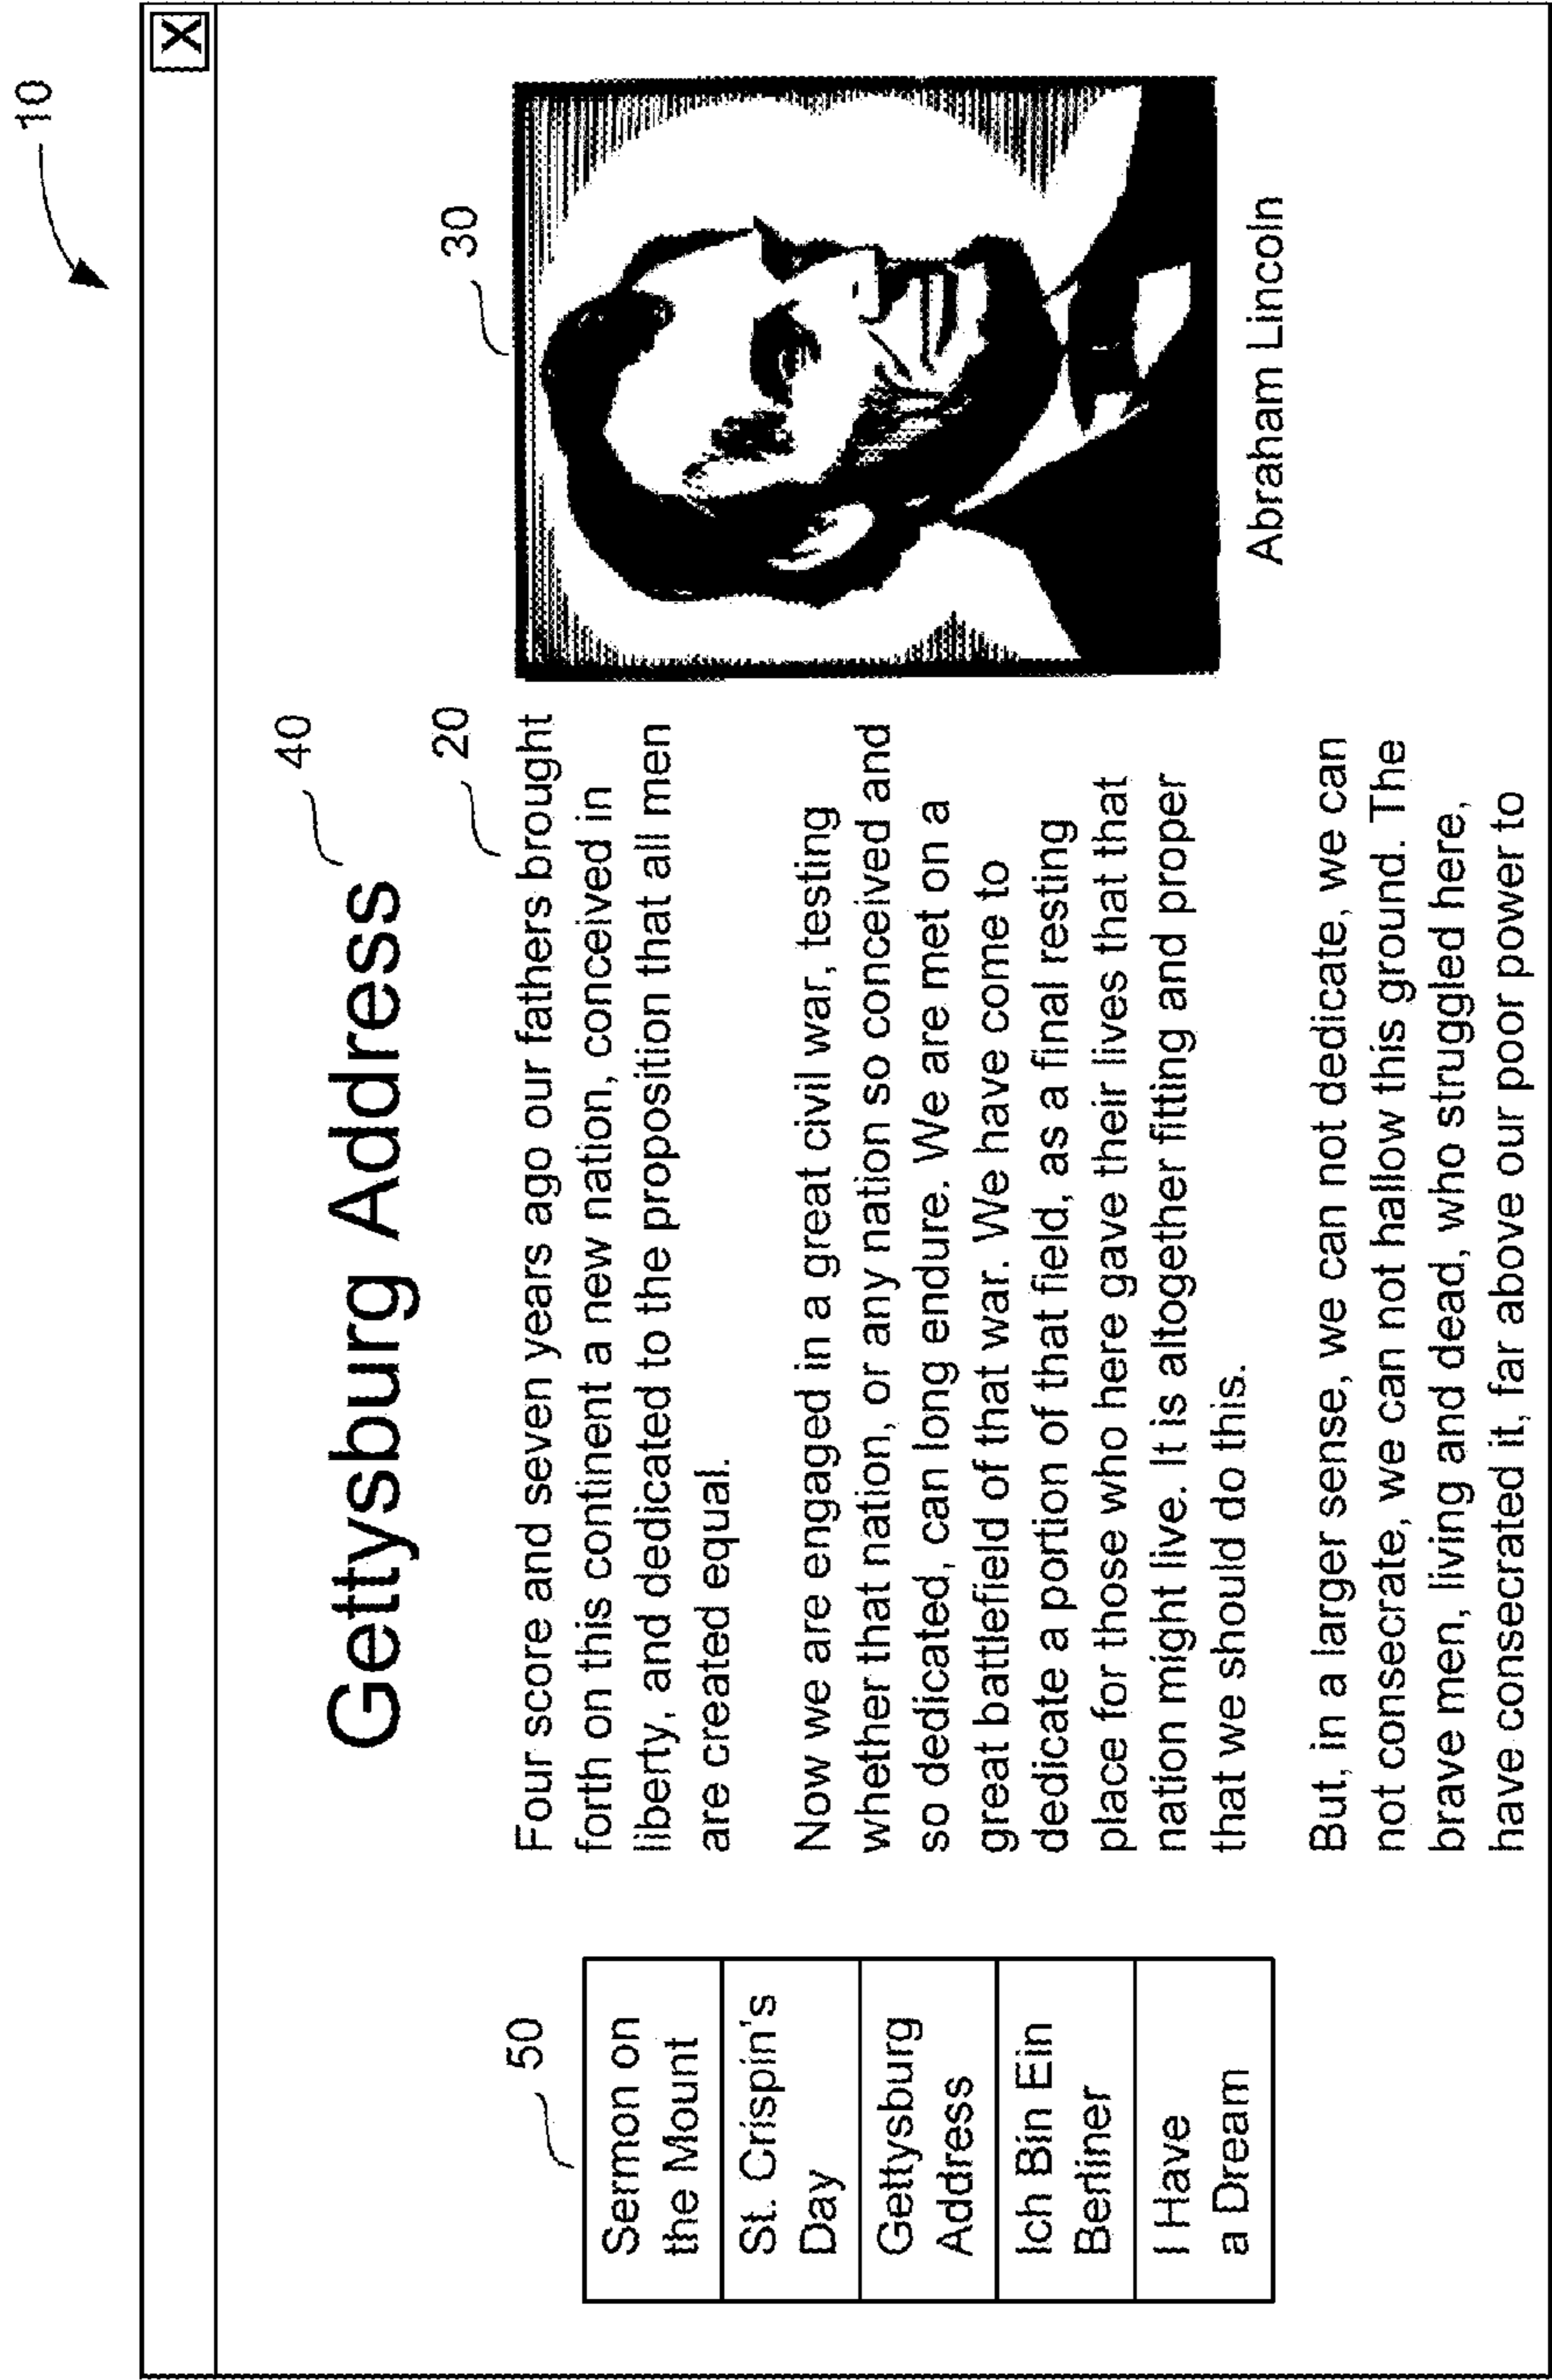 10
X
40
Gettysburg Address
50
Sermon on
the Mount
St. Crispin's
Day
Gettysburg
Address
Ich Bin Ein
Berliner
I Have
a Dream
20
Four score and seven years ago our fathers brought
forth on this continent a new nation, conceived in
liberty, and dedicated to the proposition that all men
are created equal.
Now we are engaged in a great civil war, testing
whether that nation, or any nation so conceived and
so dedicated, can long endure. We are met on a
great battlefield of that war. We have come to
dedicate a portion of that field, as a final resting
place for those who here gave their lives that that
nation might live. It is altogether fitting and proper
that we should do this.
But, in a larger sense, we can not dedicate, we can
not consecrate, we can not hallow this ground. The
brave men, living and dead, who struggled here,
have consecrated it, far above our poor power to
30
Abraham Lincoln